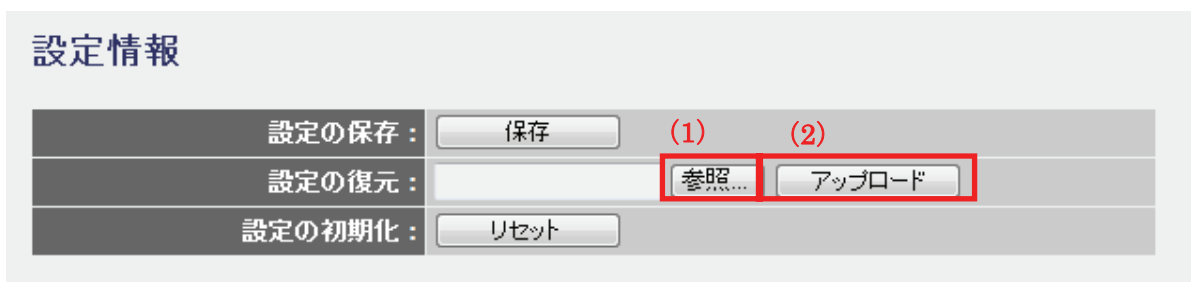 設定情報
設定の保存： 保存 (1) (2)
設定の復元： 参照... アップロード
設定の初期化： リセット